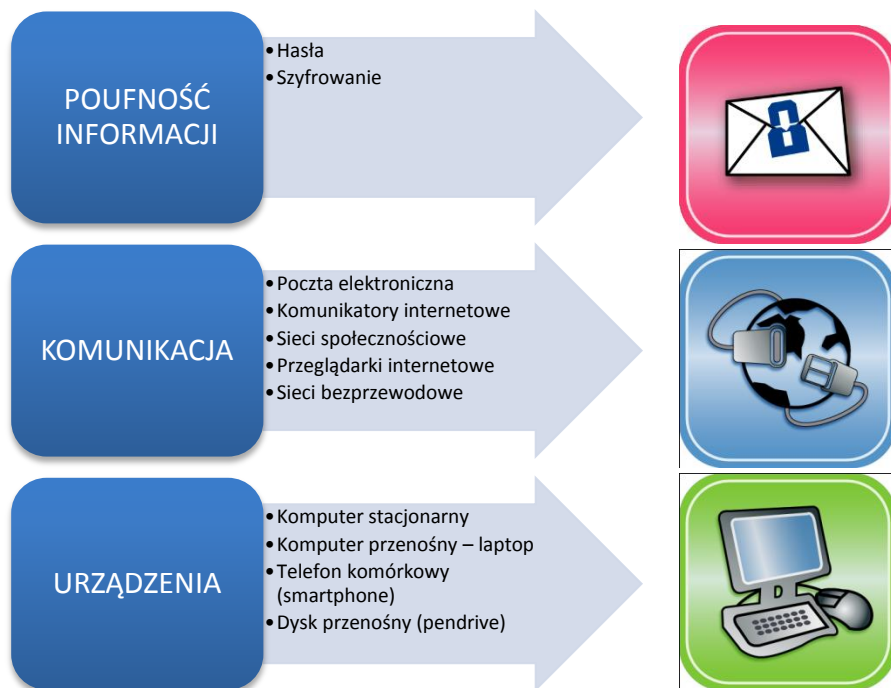 POUFNOŚĆ
INFORMACJI
•Hasła
•Szyfrowanie
KOMUNIKACJA
•Poczta elektroniczna
•Komunikatory internetowe
•Sieci społecznościowe
•Przeglądarki internetowe
•Sieci bezprzewodowe
URZĄDZENIA
•Komputer stacjonarny
•Komputer przenośny – laptop
•Telefon komórkowy
(smartphone)
•Dysk przenośny (pendrive)